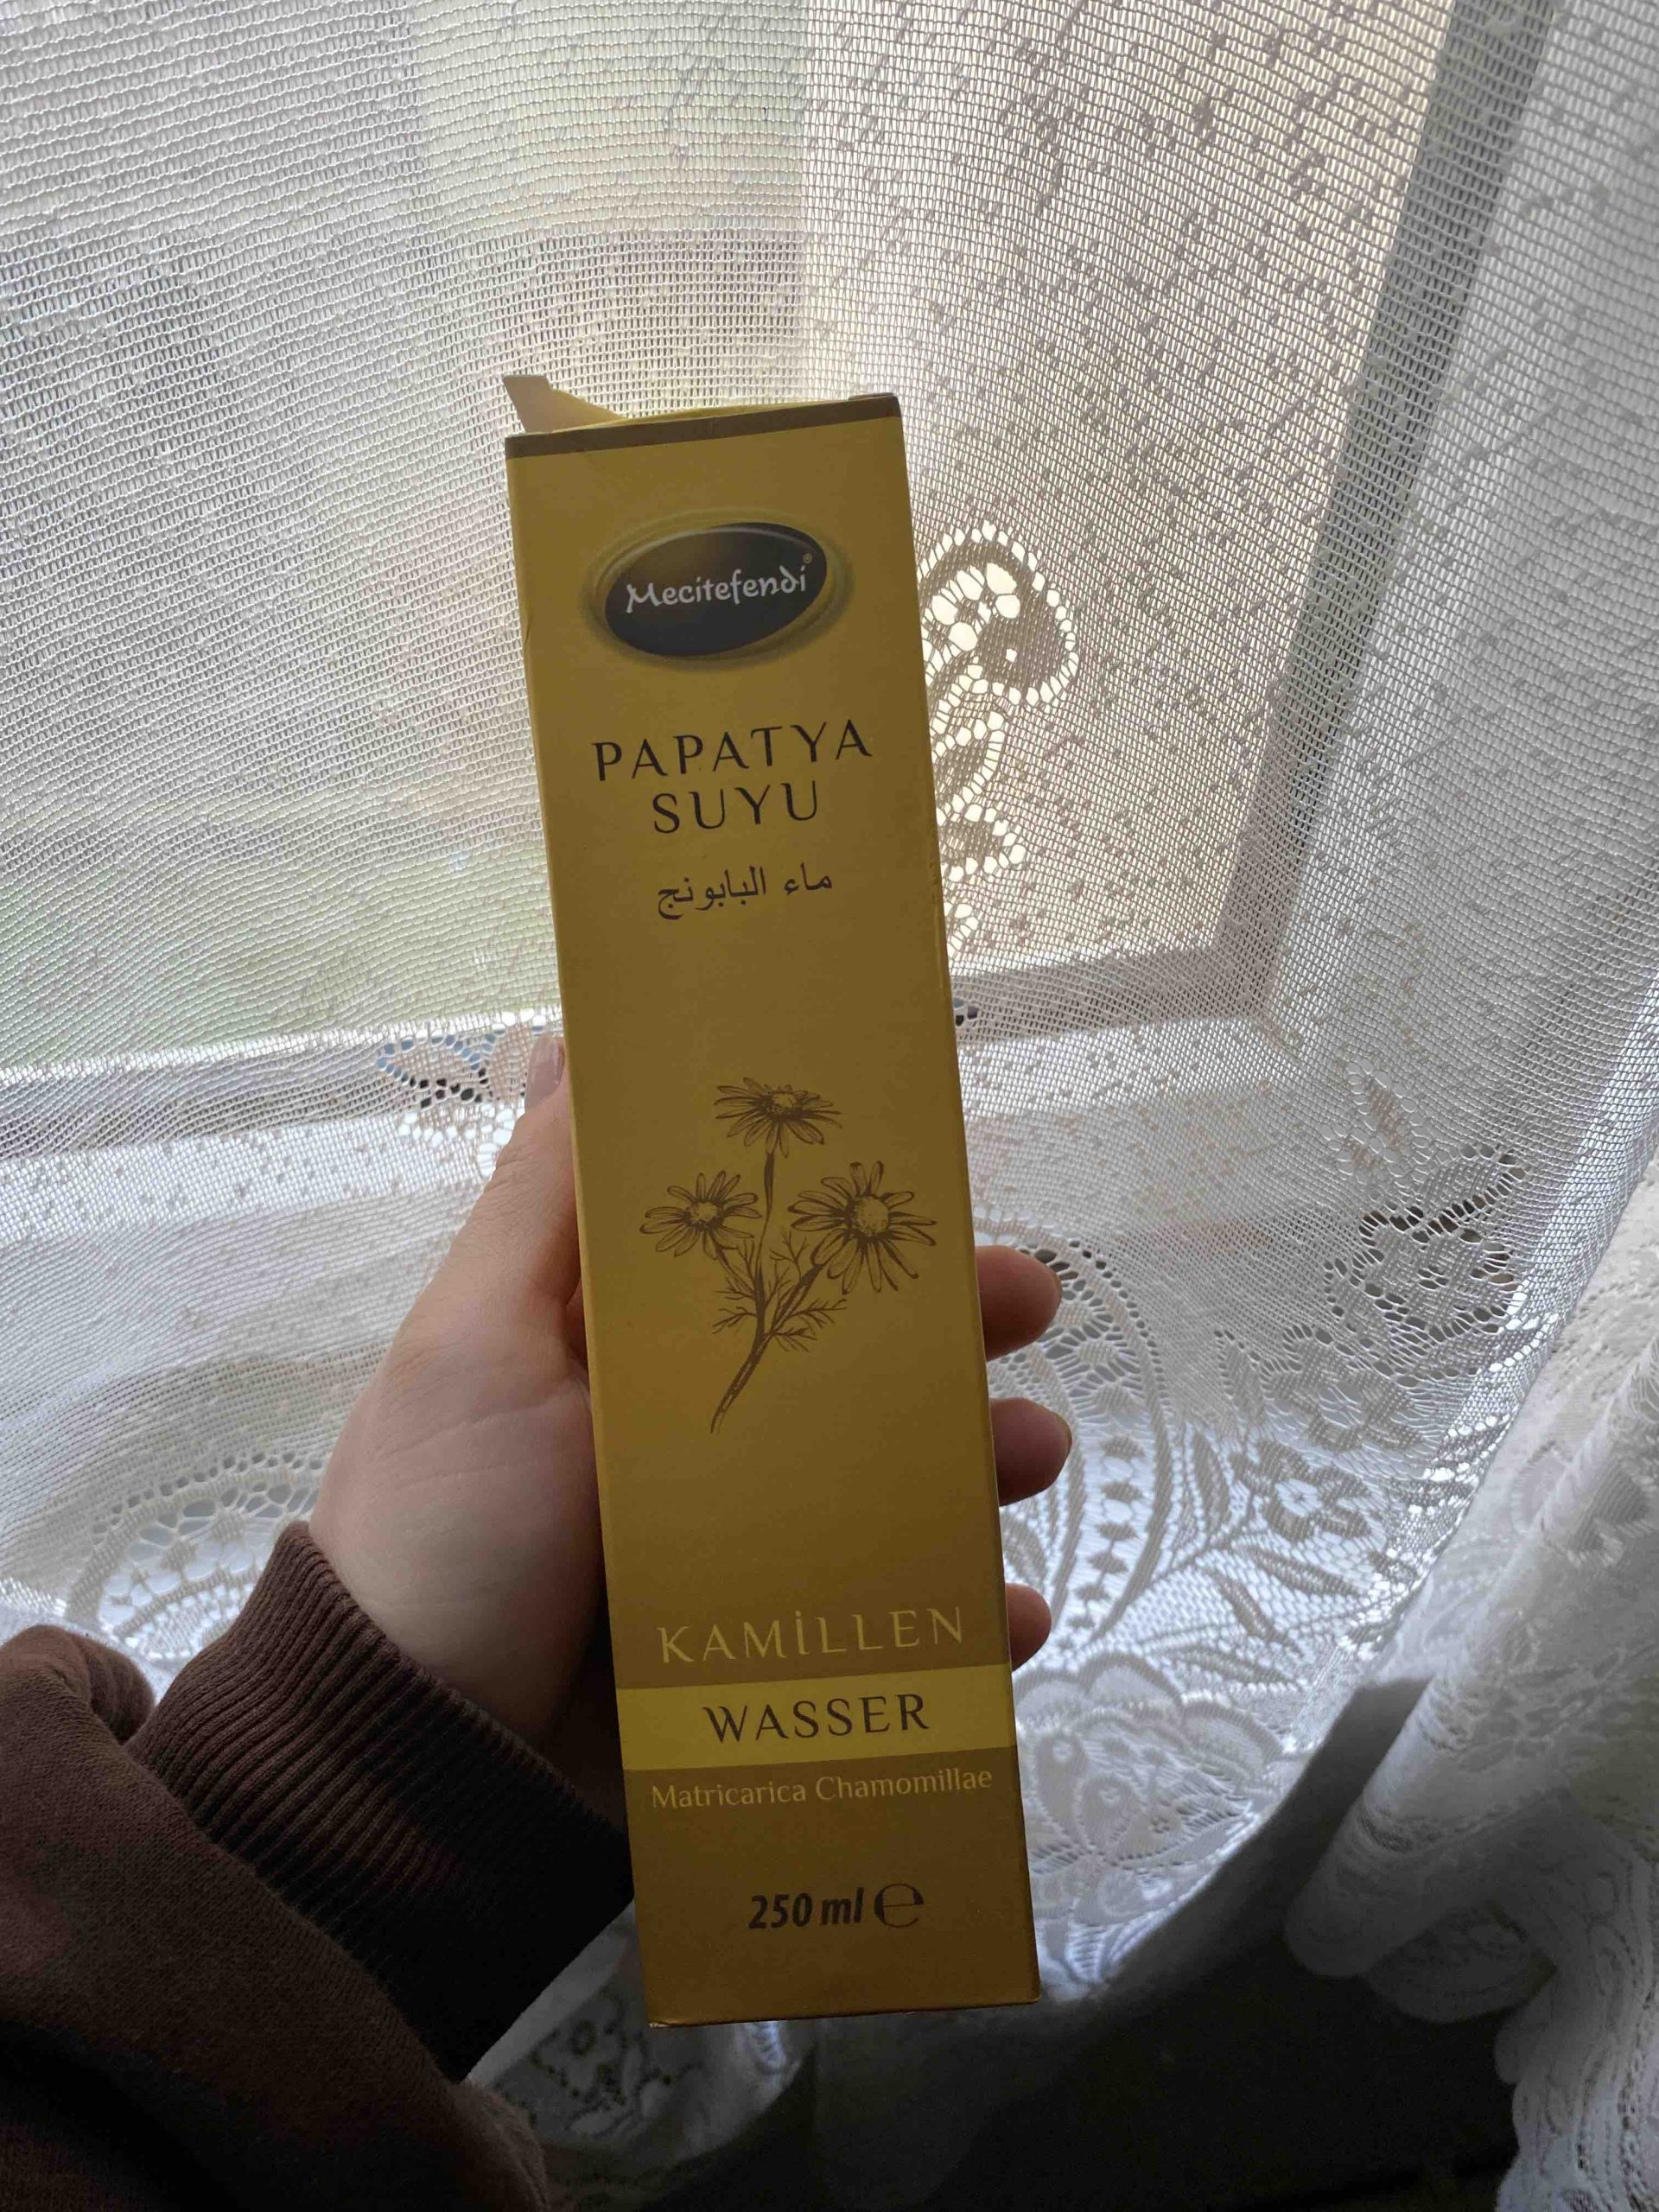 Mecitefendi®
PAPATYA
SUYU
ماء البابونج
KAMİLLEN
WASSER
Matricarica Chamomillae
250 ml ℮